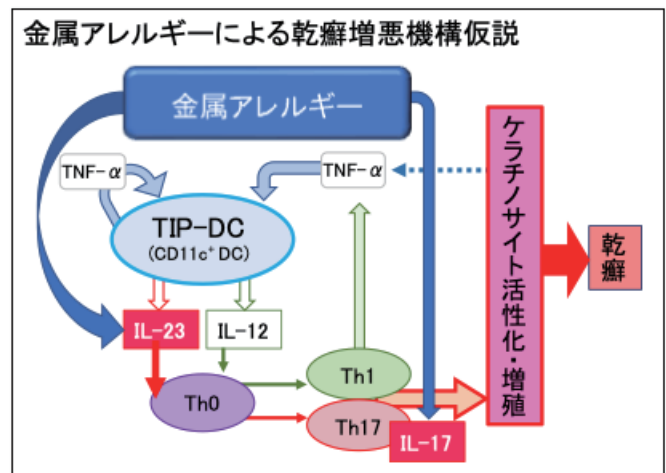 金属アレルギーによる乾癬増悪機構仮説
金属アレルギー
TNF-α
TNF-α
TIP-DC
(CD11c⁺ DC)
IL-23
IL-12
Th0
Th1
Th17
IL-17
ケラチノサイト活性化・増殖
乾癬